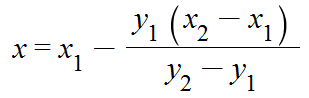 x = x₁ − y₁ (x₂ − x₁) / y₂ − y₁